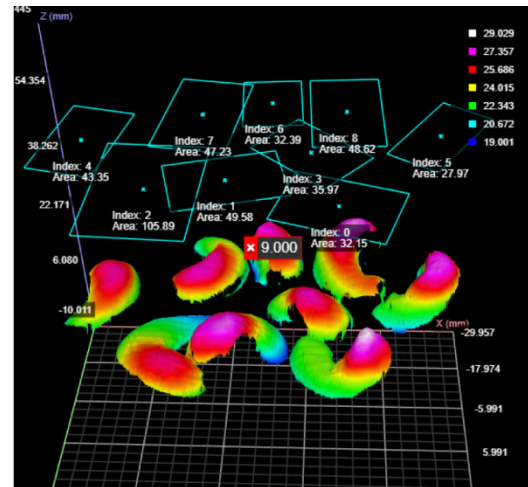 445
Z (mm)
54.354
38.262
22.171
6.080
-10.011
29.029
27.357
25.686
24.015
22.343
20.672
19.001
Index: 7
Area: 47.23
Index: 6
Area: 32.39
Index: 8
Area: 48.62
Index: 4
Area: 43.35
Index: 5
Area: 27.97
Index: 3
Area: 35.97
Index: 2
Area: 105.89
Index: 1
Area: 49.58
Index: 0
Area: 32.15
9.000
X (mm)
-29.957
-17.974
-5.991
5.991